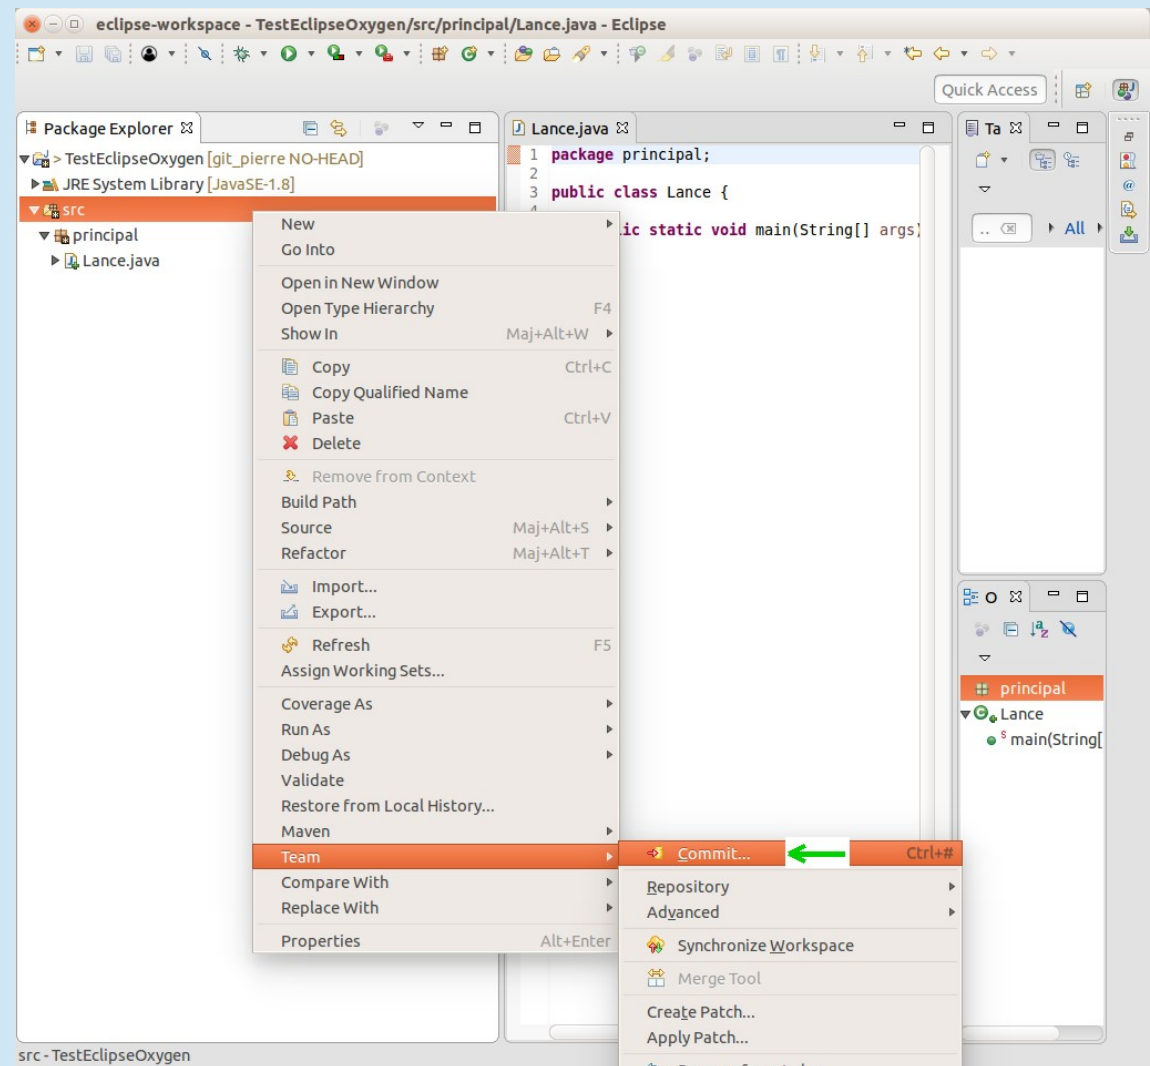 eclipse-workspace - TestEclipseOxygen/src/principal/Lance.java - Eclipse
Quick Access
Package Explorer
> TestEclipseOxygen [git_pierre NO-HEAD]
JRE System Library [JavaSE-1.8]
src
principal
Lance.java
Lance.java
1 package principal;
2
3 public class Lance {
4
ic static void main(String[] args)
Ta
.. All
O
principal
Lance
S main(String[
New
Go Into
Open in New Window
Open Type Hierarchy F4
Show In Maj+Alt+W
Copy Ctrl+C
Copy Qualified Name
Paste Ctrl+V
Delete
Remove from Context
Build Path
Source Maj+Alt+S
Refactor Maj+Alt+T
Import...
Export...
Refresh F5
Assign Working Sets...
Coverage As
Run As
Debug As
Validate
Restore from Local History...
Maven
Team
Compare With
Replace With
Properties Alt+Enter
Commit... Ctrl+#
Repository
Advanced
Synchronize Workspace
Merge Tool
Create Patch...
Apply Patch...
src - TestEclipseOxygen